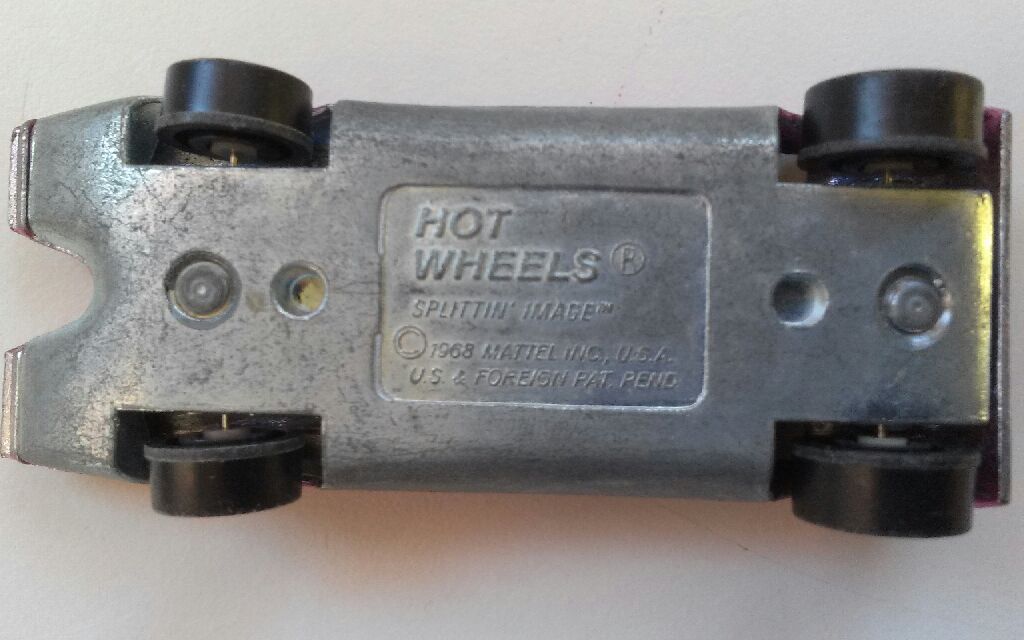 HOT
WHEELS ®
SPLITTIN' IMAGE™
© 1968 MATTEL INC., U.S.A.
U.S. & FOREIGN PAT. PEND.